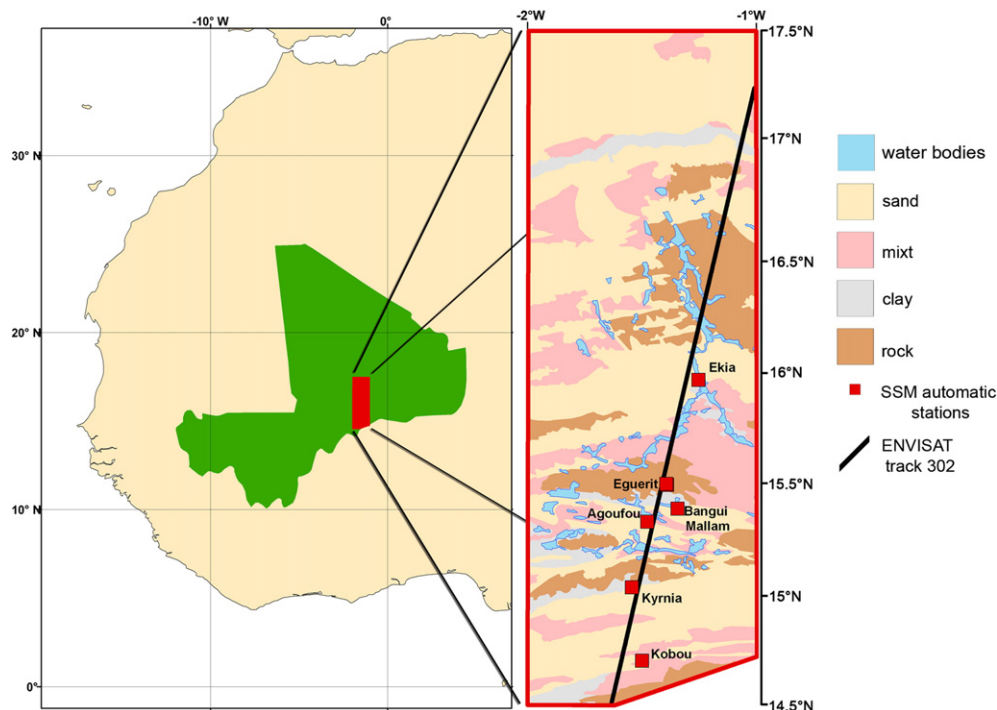 -10° W
0°
30° N
20° N
10° N
0°
-2°W
-1°W
17.5°N
17°N
16.5°N
16°N
15.5°N
15°N
14.5°N
Ekia
Eguerit
Agoufou
Bangui
Mallam
Kyrnia
Kobou
water bodies
sand
mixt
clay
rock
SSM automatic
stations
ENVISAT
track 302